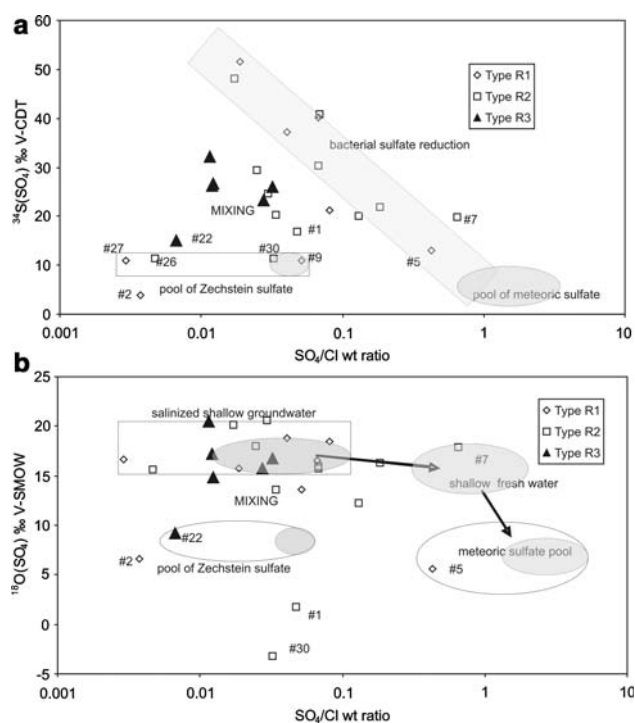 a
60
50
40
30
20
10
0
³⁴S(SO₄) ‰ V-CDT
Type R1
Type R2
Type R3
bacterial sulfate reduction
MIXING
#1
#7
#22
#27
#26
#30
#9
#5
pool of Zechstein sulfate
#2
pool of meteoric sulfate
0.001 0.01 0.1 1 10
SO₄/Cl wt ratio
b
25
20
15
10
5
0
-5
¹⁸O(SO₄) ‰ V-SMOW
salinized shallow groundwater
Type R1
Type R2
Type R3
#7
shallow fresh water
MIXING
#22
pool of Zechstein sulfate
meteoric sulfate pool
#2
#5
#1
#30
0.001 0.01 0.1 1 10
SO₄/Cl wt ratio